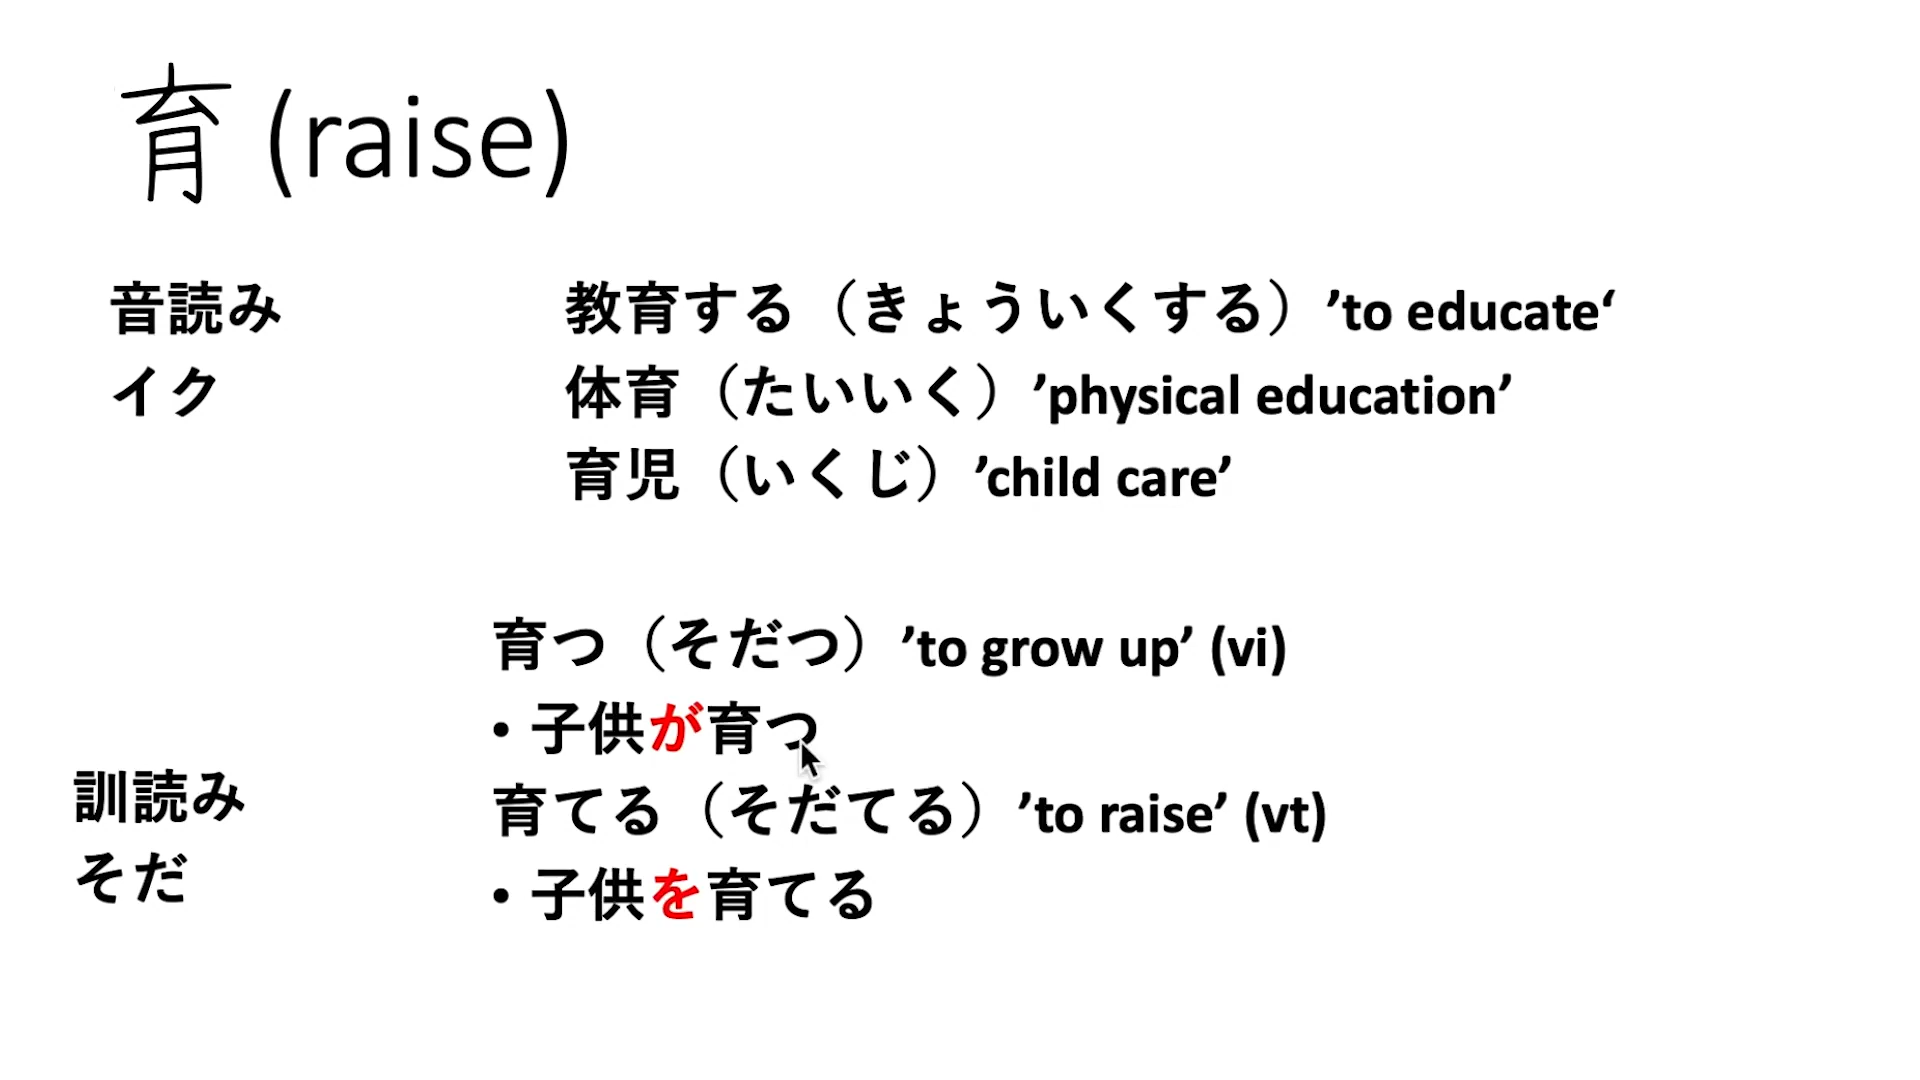 育 (raise)
音読み
イク
教育する（きょういくする）’to educate‘
体育（たいいく）’physical education’
育児（いくじ）’child care’
訓読み
そだ
育つ（そだつ）’to grow up’ (vi)
• 子供が育つ
育てる（そだてる）’to raise’ (vt)
• 子供を育てる